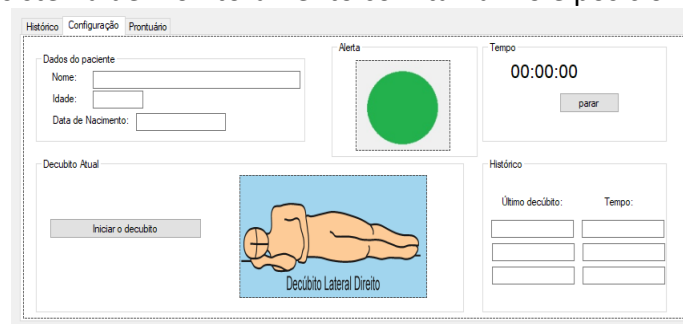 Histórico Configuração Prontuário
Dados do paciente
Nome:
Idade:
Data de Nacimento:
Alerta
Tempo
00:00:00
parar
Decubito Atual
Iniciar o decubito
Decúbito Lateral Direito
Histórico
Último decúbito: Tempo: